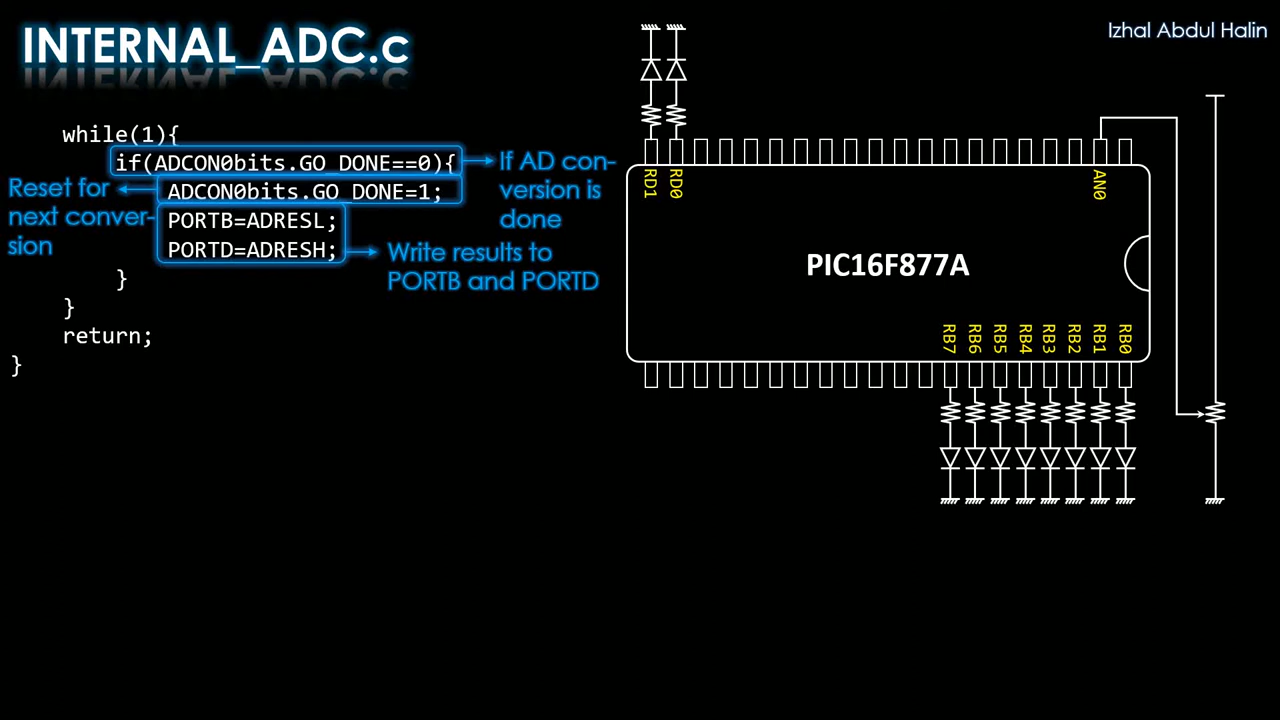 INTERNAL_ADC.c
Izhal Abdul Halin
while(1){
if(ADCON0bits.GO_DONE==0){
ADCON0bits.GO_DONE=1;
PORTB=ADRESL;
PORTD=ADRESH;
}
}
return;
}
If AD con-
version is
done
Reset for
next conver-
sion
Write results to
PORTB and PORTD
RD1
RD0
AN0
PIC16F877A
RB7
RB6
RB5
RB4
RB3
RB2
RB1
RB0